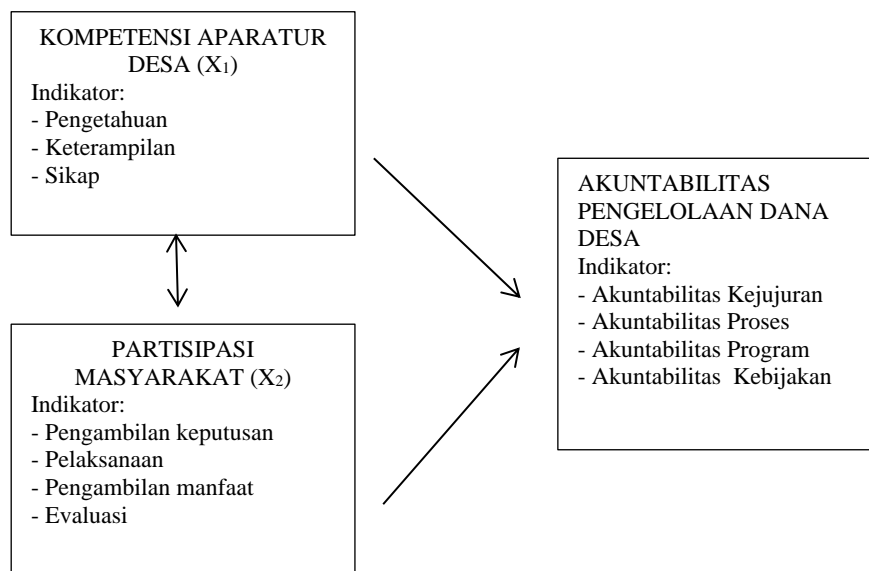 KOMPETENSI APARATUR
DESA (X₁)
Indikator:
- Pengetahuan
- Keterampilan
- Sikap
PARTISIPASI
MASYARAKAT (X₂)
Indikator:
- Pengambilan keputusan
- Pelaksanaan
- Pengambilan manfaat
- Evaluasi
AKUNTABILITAS
PENGELOLAAN DANA
DESA
Indikator:
- Akuntabilitas Kejujuran
- Akuntabilitas Proses
- Akuntabilitas Program
- Akuntabilitas Kebijakan